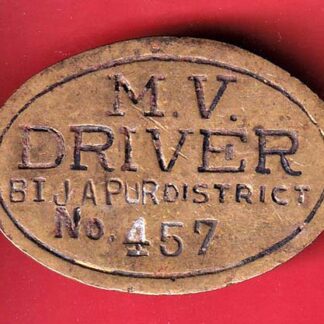 M.V.
DRIVER
BIJAPUR DISTRICT
No. 457